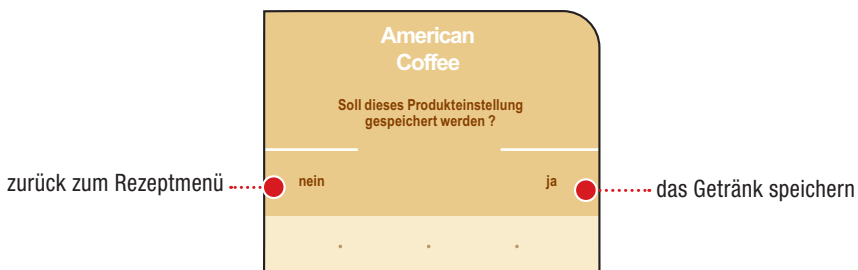 American
Coffee
Soll dieses Produkteinstellung
gespeichert werden ?
zurück zum Rezeptmenü
nein
ja
das Getränk speichern